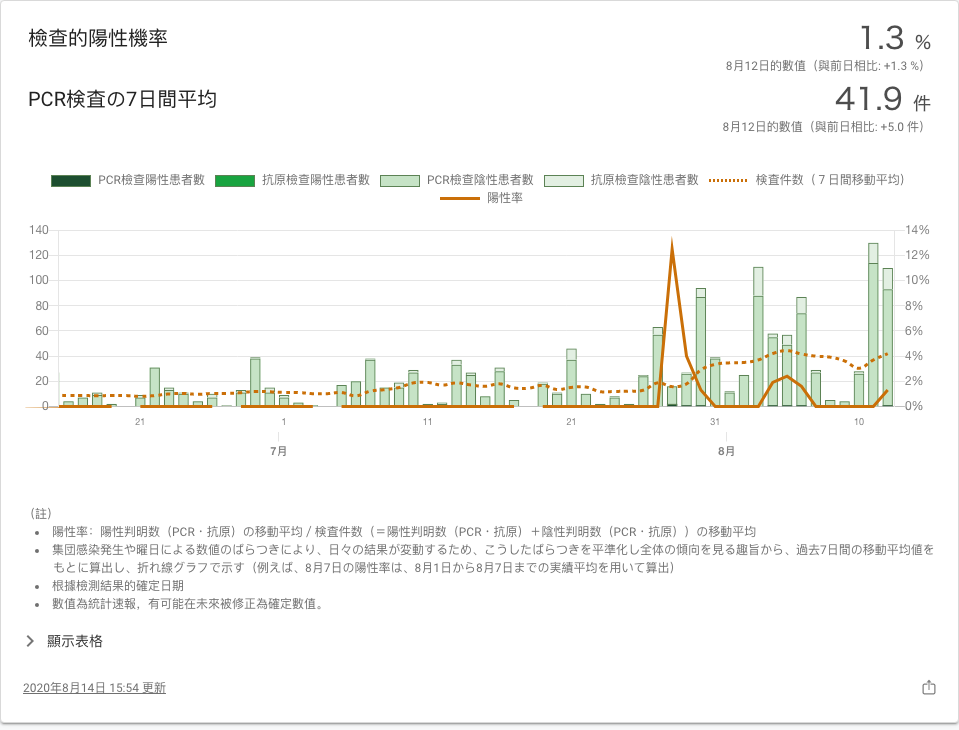 檢查的陽性機率
1.3 %
8月12日的數值（與前日相比: +1.3 %）
PCR検査の7日間平均
41.9 件
8月12日的數值（與前日相比: +5.0 件）
PCR檢查陽性患者數 抗原檢查陽性患者數 PCR檢查陰性患者數 抗原檢查陰性患者數 検査件数（７日間移動平均）
陽性率
140 14%
120 12%
100 10%
80 8%
60 6%
40 4%
20 2%
0 0%
21 1 11 21 31 10
7月 8月
（註）
陽性率：陽性判明数（PCR・抗原）の移動平均 / 検査件数（＝陽性判明数（PCR・抗原）＋陰性判明数（PCR・抗原））の移動平均
集団感染発生や曜日による数値のばらつきにより、日々の結果が変動するため、こうしたばらつきを平準化し全体の傾向を見る趣旨から、過去7日間の移動平均値を
もとに算出し、折れ線グラフで示す（例えば、8月7日の陽性率は、8月1日から8月7日までの実績平均を用いて算出）
根據檢測結果的確定日期
數值為統計速報，有可能在未來被修正為確定數值。
顯示表格
2020年8月14日 15:54 更新